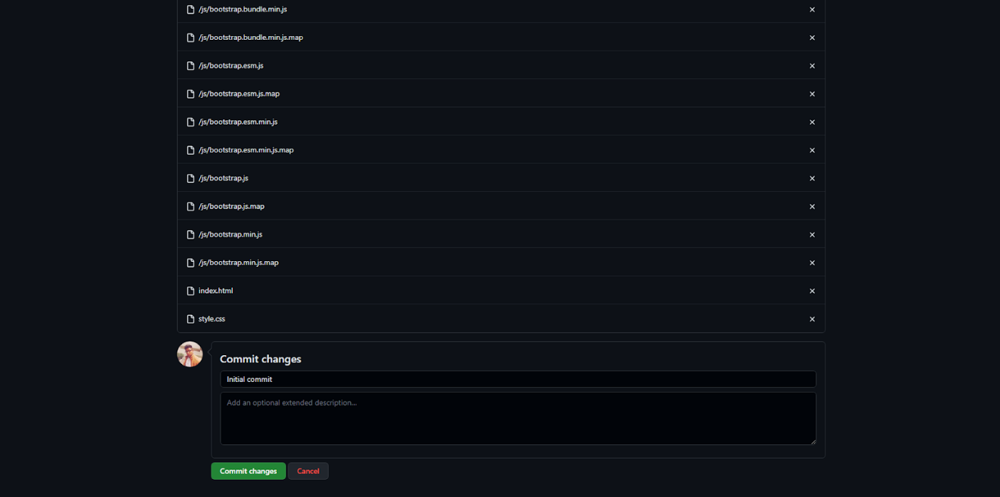 /js/bootstrap.bundle.min.js
/js/bootstrap.bundle.min.js.map
/js/bootstrap.esm.js
/js/bootstrap.esm.js.map
/js/bootstrap.esm.min.js
/js/bootstrap.esm.min.js.map
/js/bootstrap.js
/js/bootstrap.js.map
/js/bootstrap.min.js
/js/bootstrap.min.js.map
index.html
style.css
Commit changes
Initial commit
Add an optional extended description...
Commit changes Cancel